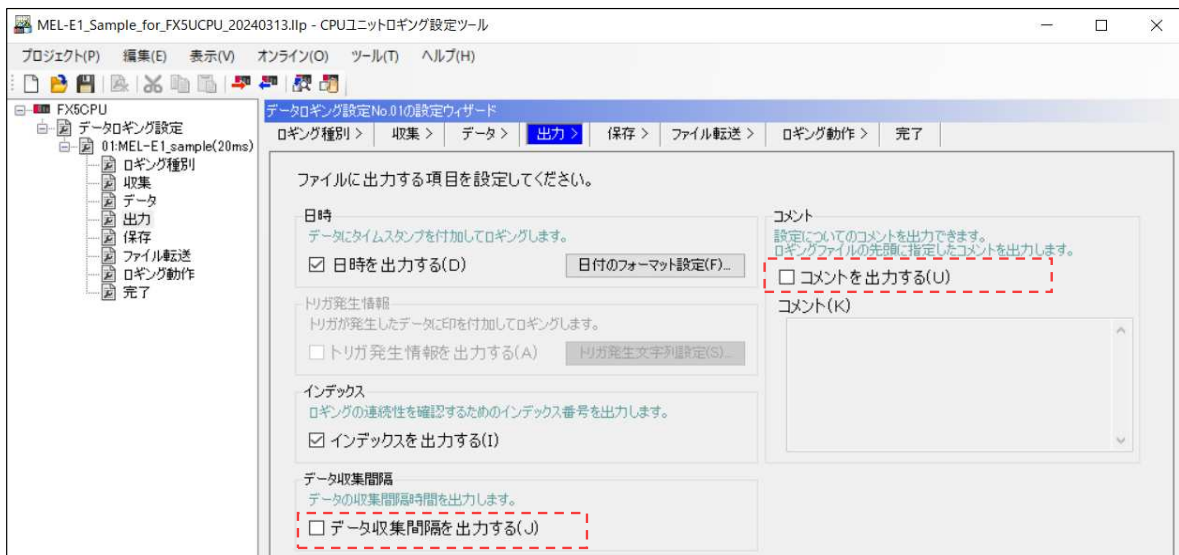 MEL-E1_Sample_for_FX5UCPU_20240313.llp - CPUユニットロギング設定ツール
プロジェクト(P) 編集(E) 表示(V) オンライン(O) ツール(T) ヘルプ(H)
FX5CPU
データロギング設定
01:MEL-E1_sample(20ms)
ロギング種別
収集
データ
出力
保存
ファイル転送
ロギング動作
完了
データロギング設定No.01の設定ウィザード
ロギング種別 > 収集 > データ > 出力 > 保存 > ファイル転送 > ロギング動作 > 完了
ファイルに出力する項目を設定してください。
日時
データにタイムスタンプを付加してロギングします。
日時を出力する(D) 日付のフォーマット設定(F)...
トリガ発生情報
トリガが発生したデータに印を付加してロギングします。
トリガ発生情報を出力する(A) トリガ発生文字列設定(S)...
インデックス
ロギングの連続性を確認するためのインデックス番号を出力します。
インデックスを出力する(I)
データ収集間隔
データの収集間隔時間を出力します。
データ収集間隔を出力する(J)
コメント
設定についてのコメントを出力できます。
ロギングファイルの先頭に指定したコメントを出力します。
コメントを出力する(U)
コメント(K)